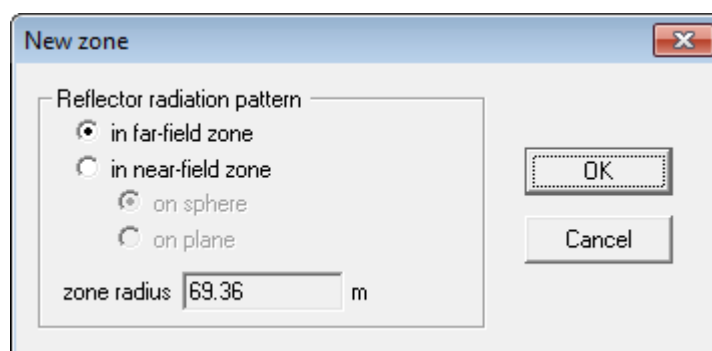 New zone
Reflector radiation pattern
in far-field zone
in near-field zone
OK
on sphere
on plane
Cancel
zone radius 69.36 m